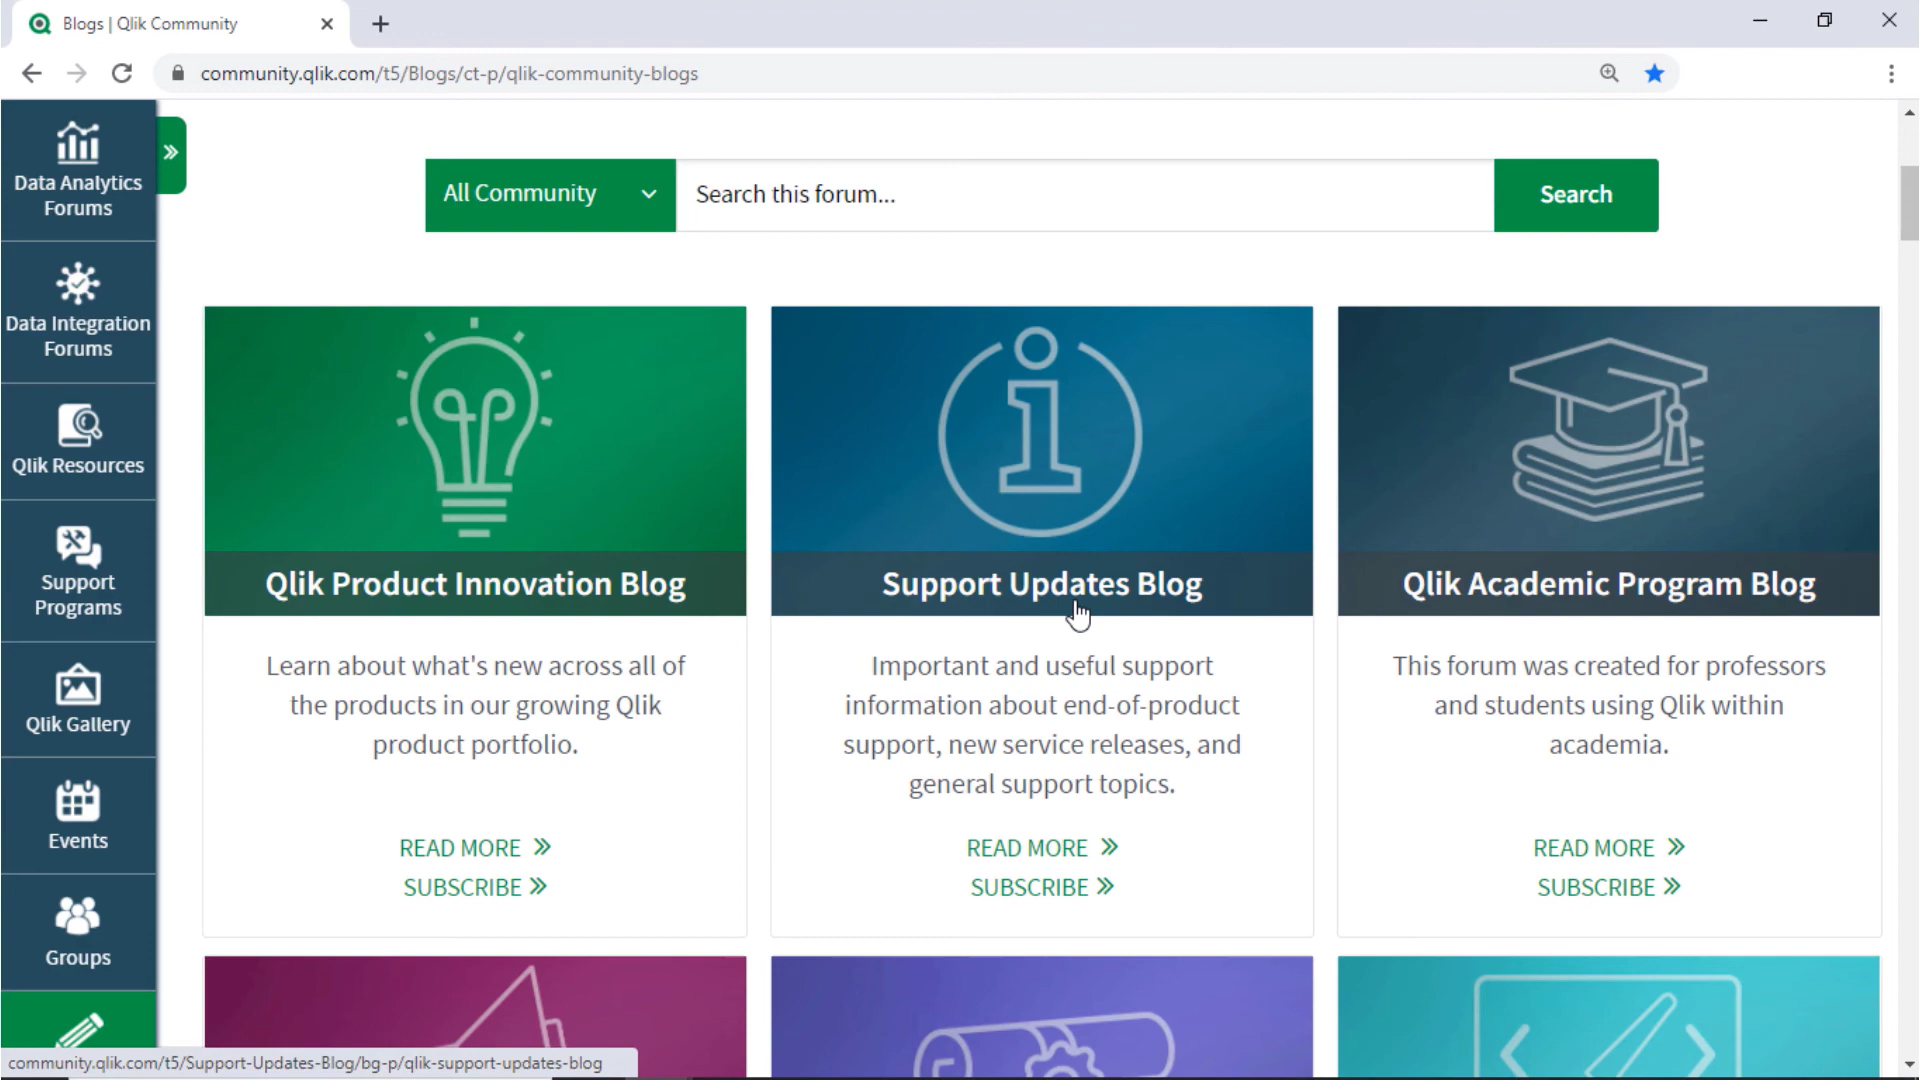 Blogs | Qlik Community
community.qlik.com/t5/Blogs/ct-p/qlik-community-blogs
Data Analytics
Forums
Data Integration
Forums
Qlik Resources
Support
Programs
Qlik Gallery
Events
Groups
All Community
Search this forum...
Search
Qlik Product Innovation Blog
Learn about what's new across all of
the products in our growing Qlik
product portfolio.
READ MORE
SUBSCRIBE
Support Updates Blog
Important and useful support
information about end-of-product
support, new service releases, and
general support topics.
READ MORE
SUBSCRIBE
Qlik Academic Program Blog
This forum was created for professors
and students using Qlik within
academia.
READ MORE
SUBSCRIBE
community.qlik.com/t5/Support-Updates-Blog/bg-p/qlik-support-updates-blog